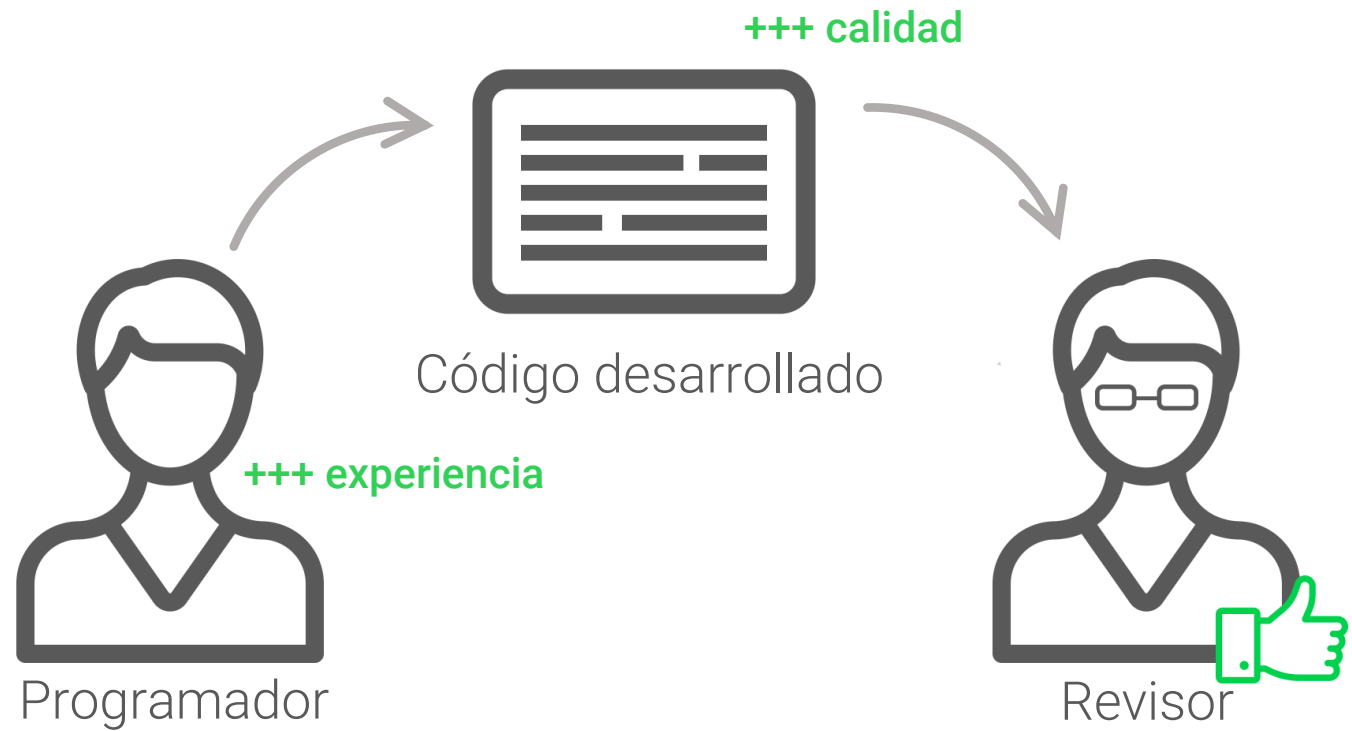 +++ calidad
Código desarrollado
+++ experiencia
Programador
Revisor